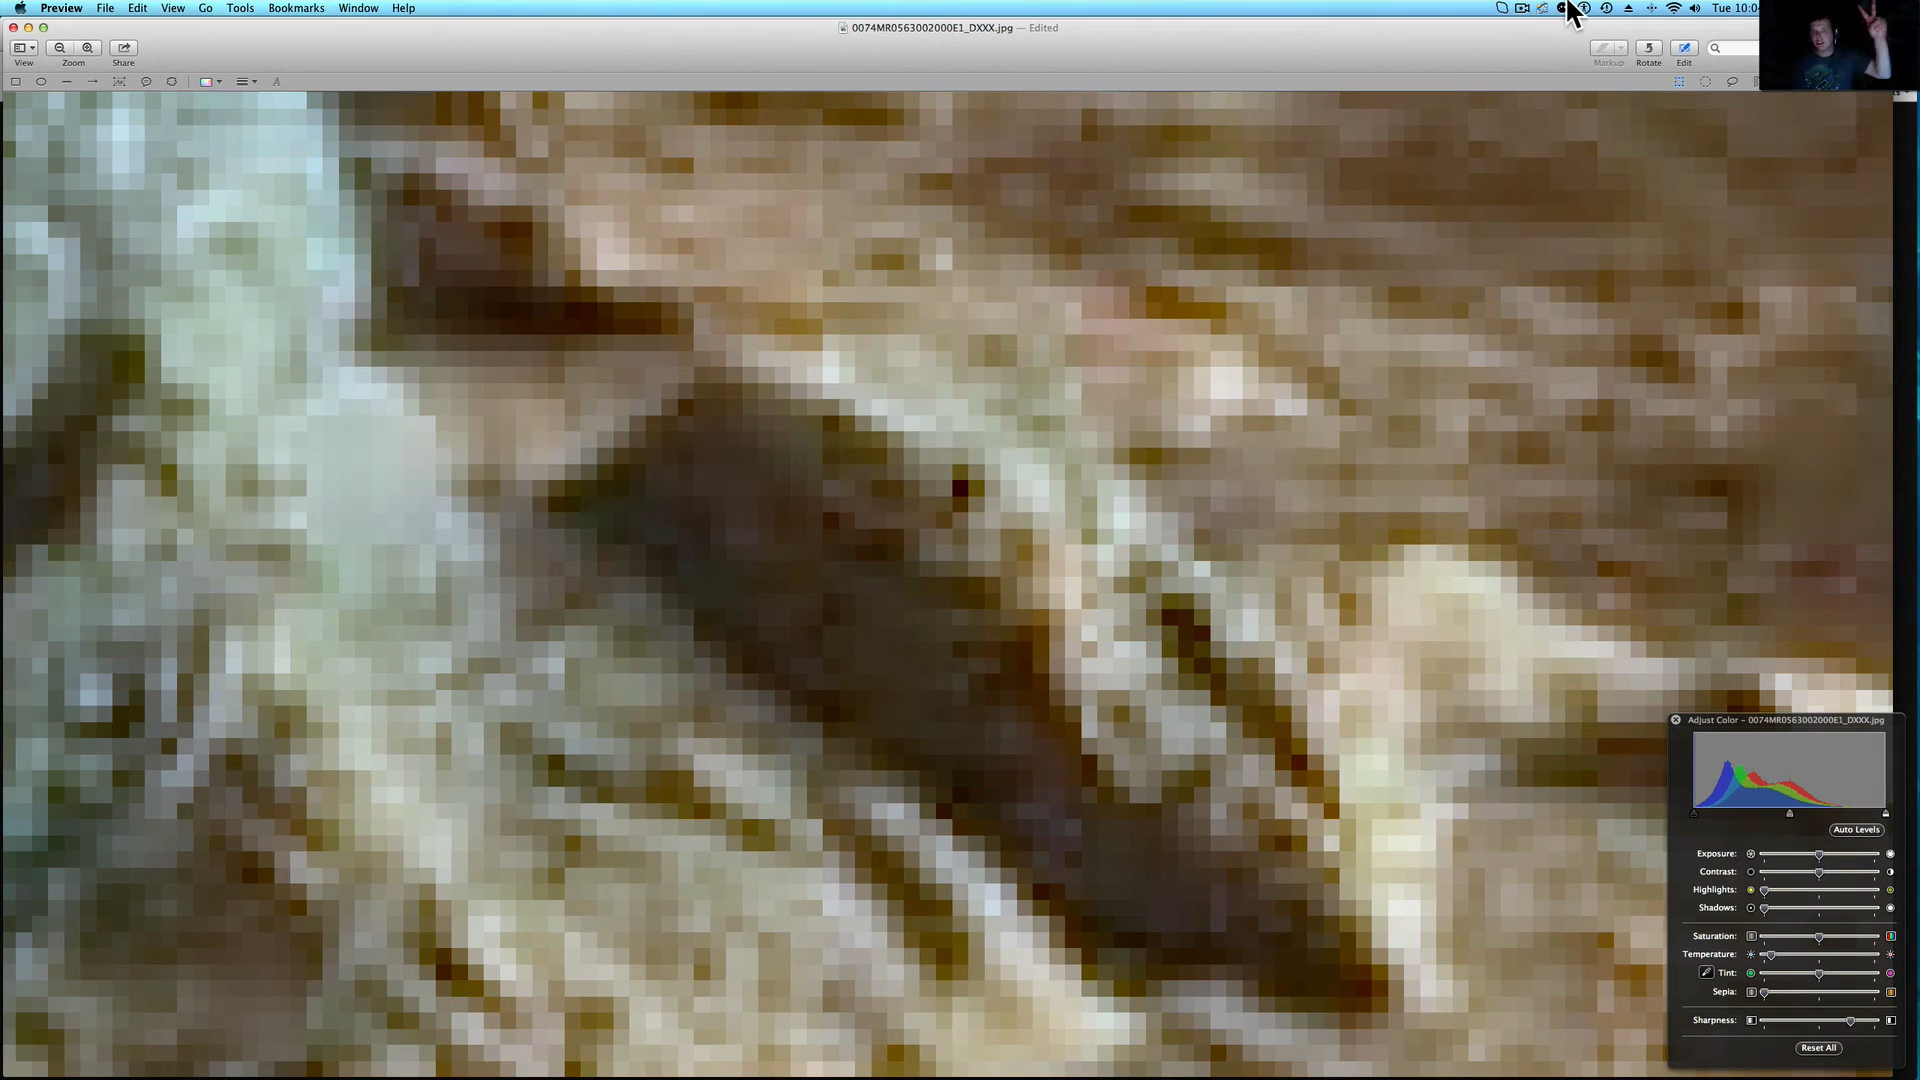 Preview File Edit View Go Tools Bookmarks Window Help
Tue 10:04
0074MR0563002000E1_DXXX.jpg — Edited
View Zoom Share Markup Rotate Edit
A
Adjust Color – 0074MR0563002000E1_DXXX.jpg
Auto Levels
Exposure:
Contrast:
Highlights:
Shadows:
Saturation:
Temperature:
Tint:
Sepia:
Sharpness:
Reset All